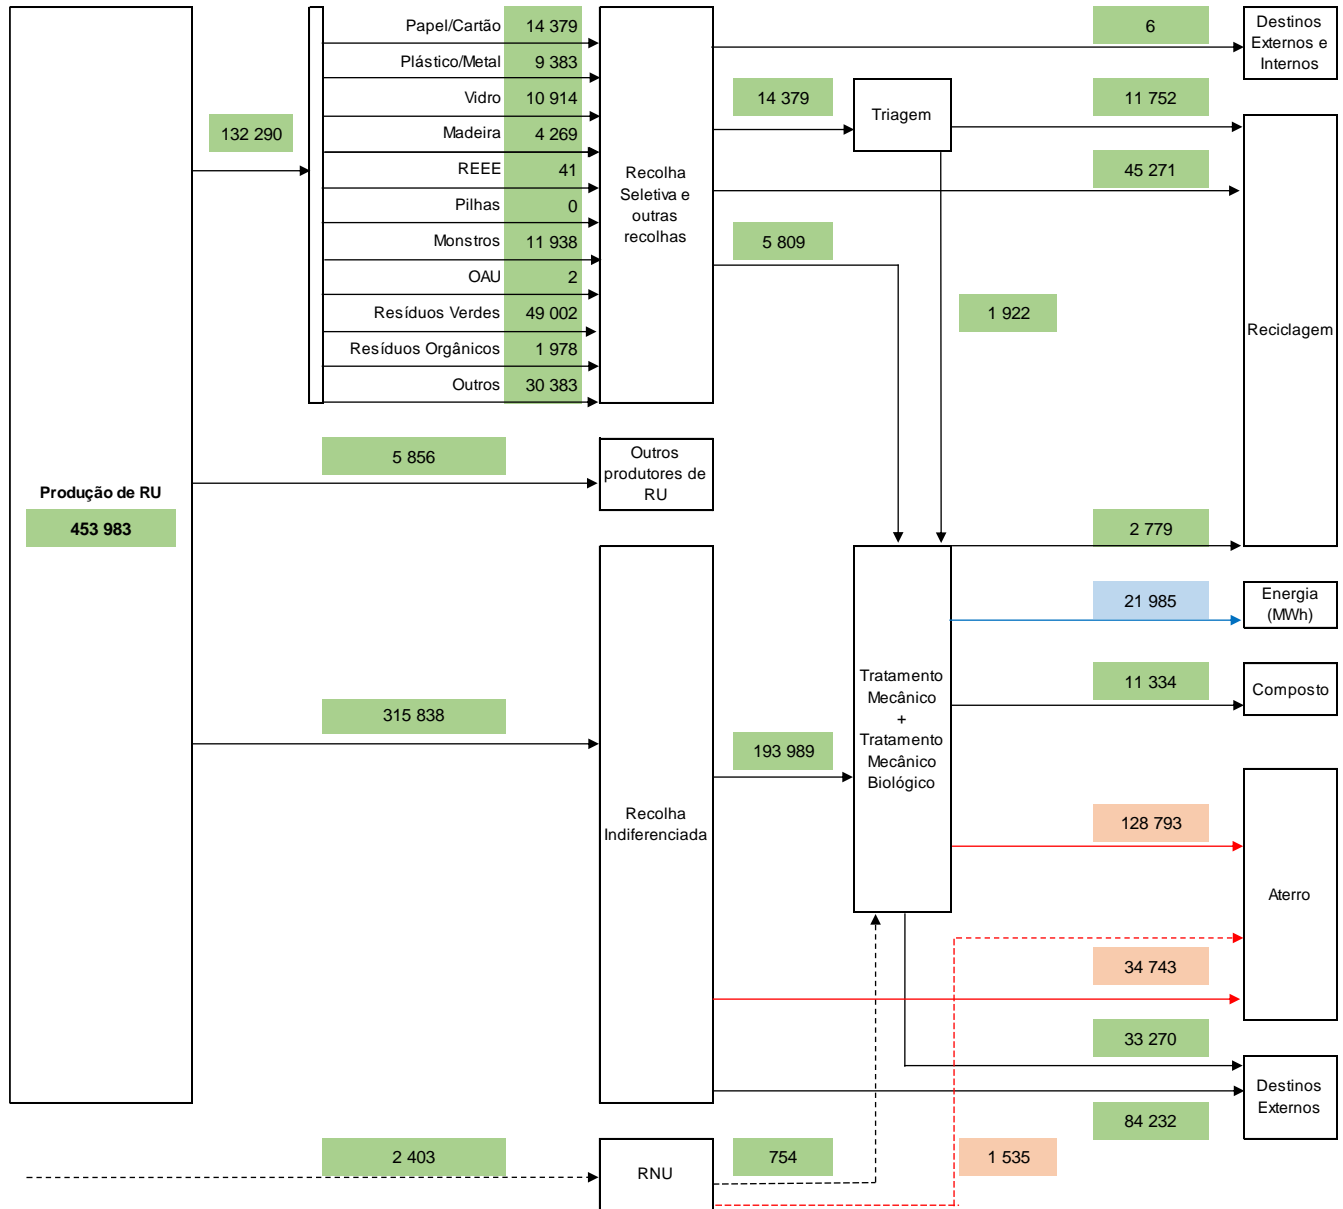 Papel/Cartão 14 379
Plástico/Metal 9 383
Vidro 10 914
Madeira 4 269
REEE 41
Pilhas 0
Monstros 11 938
OAU 2
Resíduos Verdes 49 002
Resíduos Orgânicos 1 978
Outros 30 383
132 290
Recolha
Seletiva e
outras
recolhas
6
Destinos
Externos e
Internos
14 379
Triagem
11 752
45 271
5 809
1 922
Reciclagem
Produção de RU
453 983
5 856
Outros
produtores de
RU
2 779
21 985
Energia
(MWh)
11 334
Composto
315 838
Recolha
Indiferenciada
193 989
Tratamento
Mecânico
+
Tratamento
Mecânico
Biológico
128 793
Aterro
34 743
33 270
Destinos
Externos
84 232
2 403
RNU
754
1 535